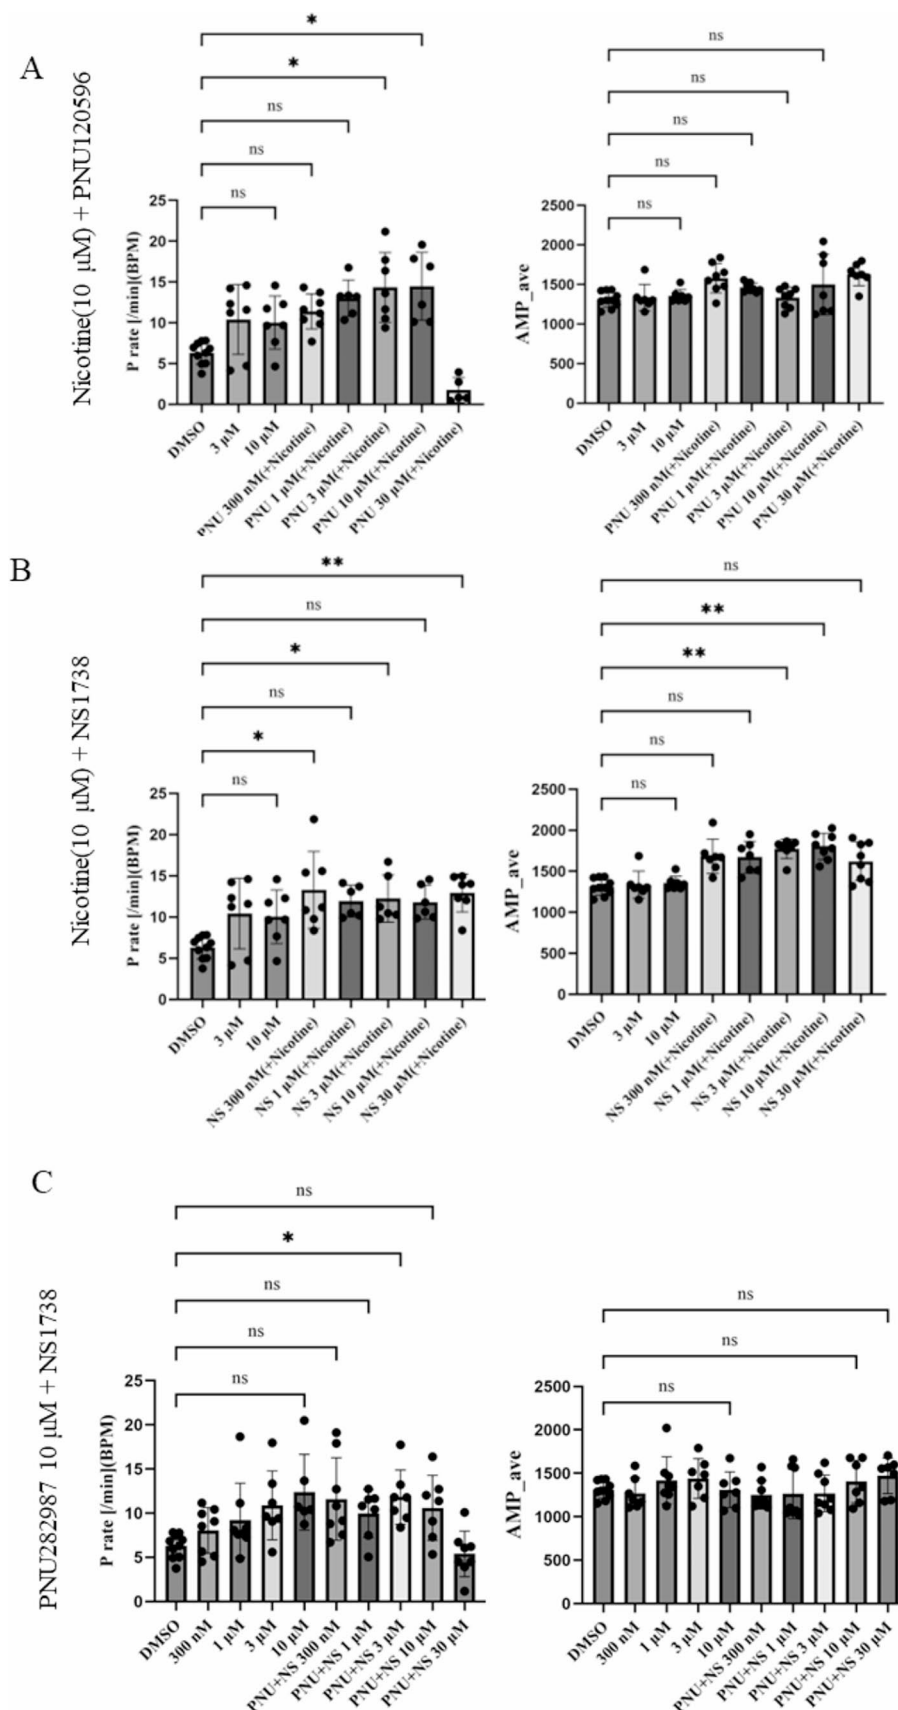 A
Nicotine(10 µM) + PNU120596
*
*
ns
ns
ns
P rate [/min](BPM)
25
20
15
10
5
0
DMSO
3 µM
10 µM
PNU 300 nM(+Nicotine)
PNU 1 µM(+Nicotine)
PNU 3 µM(+Nicotine)
PNU 10 µM(+Nicotine)
PNU 30 µM(+Nicotine)
ns
ns
ns
ns
ns
AMP_ave
2500
2000
1500
1000
500
0
DMSO
3 µM
10 µM
PNU 300 nM(+Nicotine)
PNU 1 µM(+Nicotine)
PNU 3 µM(+Nicotine)
PNU 10 µM(+Nicotine)
PNU 30 µM(+Nicotine)
B
Nicotine(10 µM) + NS1738
**
ns
*
ns
*
ns
P rate [/min](BPM)
25
20
15
10
5
0
DMSO
3 µM
10 µM
NS 300 nM(+Nicotine)
NS 1 µM(+Nicotine)
NS 3 µM(+Nicotine)
NS 10 µM(+Nicotine)
NS 30 µM(+Nicotine)
ns
**
**
ns
ns
ns
AMP_ave
2500
2000
1500
1000
500
0
DMSO
3 µM
10 µM
NS 300 nM(+Nicotine)
NS 1 µM(+Nicotine)
NS 3 µM(+Nicotine)
NS 10 µM(+Nicotine)
NS 30 µM(+Nicotine)
C
PNU282987 10 µM + NS1738
ns
*
ns
ns
ns
P rate [/min](BPM)
25
20
15
10
5
0
DMSO
300 nM
1 µM
3 µM
10 µM
PNU+NS 300 nM
PNU+NS 1 µM
PNU+NS 3 µM
PNU+NS 10 µM
PNU+NS 30 µM
ns
ns
ns
AMP_ave
2500
2000
1500
1000
500
0
DMSO
300 nM
1 µM
3 µM
10 µM
PNU+NS 300 nM
PNU+NS 1 µM
PNU+NS 3 µM
PNU+NS 10 µM
PNU+NS 30 µM